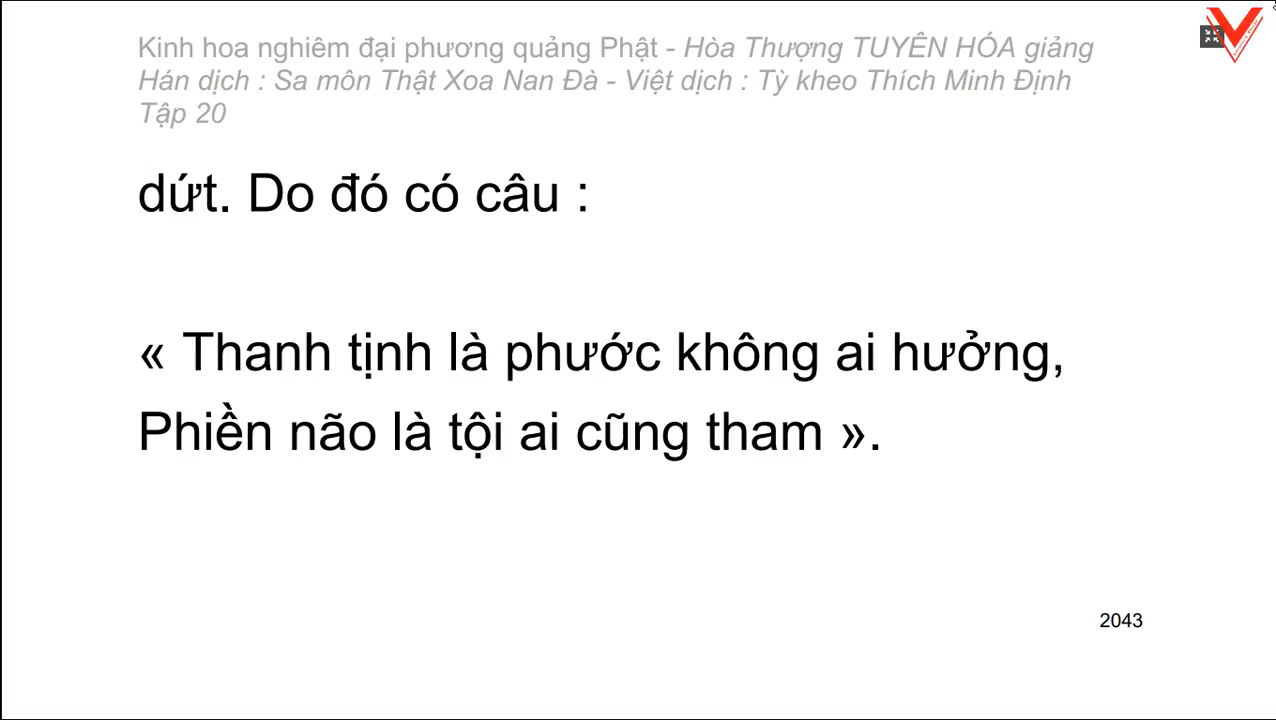 Kinh hoa nghiêm đại phương quảng Phật - Hòa Thượng TUYÊN HÓA giảng
Hán dịch : Sa môn Thật Xoa Nan Đà - Việt dịch : Tỳ kheo Thích Minh Định
Tập 20
dứt. Do đó có câu :
« Thanh tịnh là phước không ai hưởng,
Phiền não là tội ai cũng tham ».
2043